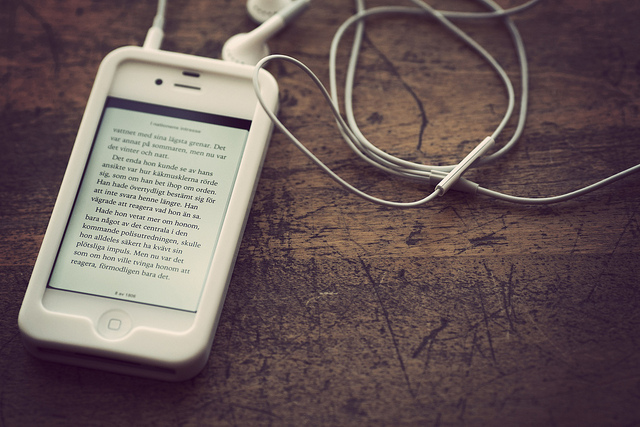 vattnet med sina lägsta grenar. Det
var annat på sommaren, men nu var
det vinter och natt.
Det enda hon kunde se av hans
ansikte var hur käkmusklerna rörde
sig, som om han bet ihop om orden.
Han hade övertydligt bestämt sig för
att inte svara henne längre. Han
vägrade att reagera vad hon än sa.
Hade hon vetat mer om honom,
bara något av det centrala i den
kommande polisutredningen, skulle
hon alldeles säkert ha kvävt sin
plötsliga impuls. Men nu var det
som om hon ville tvinga honom att
reagera, förmodligen bara det.